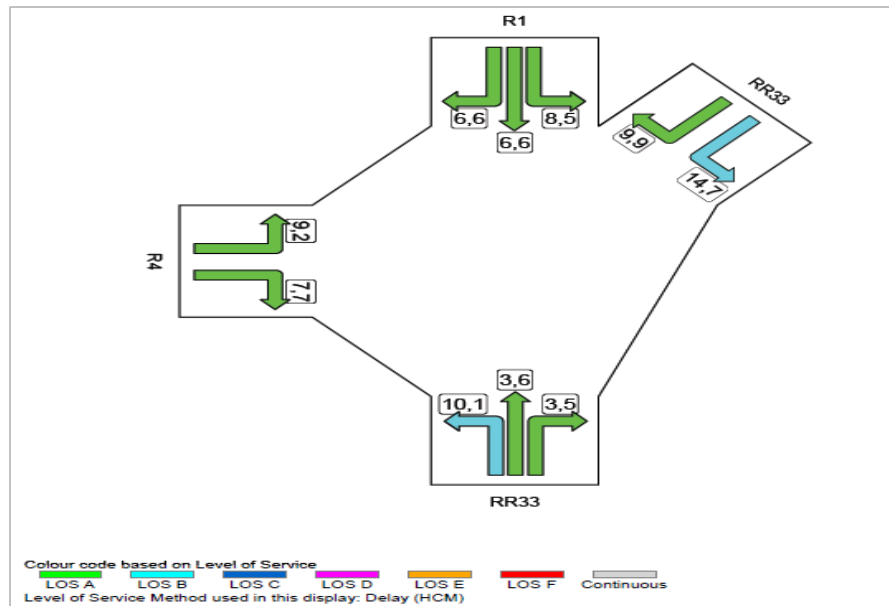 R1
RR33
6,6
8,5
6,6
9,9
14,7
9,2
R4
7,7
3,6
10,1
3,5
RR33
Colour code based on Level of Service
LOS A LOS B LOS C LOS D LOS E LOS F Continuous
Level of Service Method used in this display: Delay (HCM)